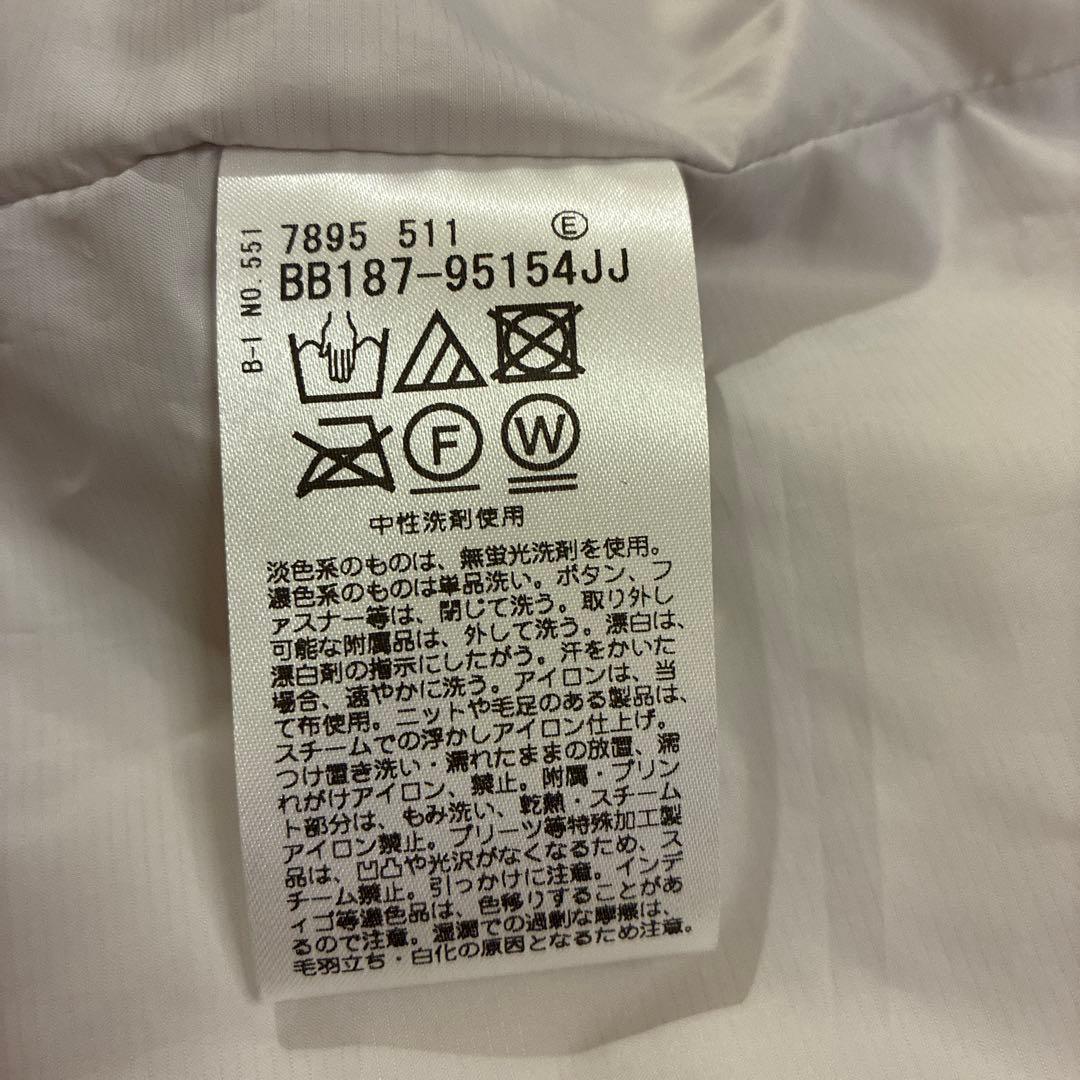 7895 511 Ⓔ
BB187-95154JJ
B-I NO.551
F W
中性洗剤使用
淡色系のものは、無蛍光洗剤を使用。
濃色系のものは単品洗い。ボタン、フ
ァスナー等は、閉じて洗う。取り外し
可能な附属品は、外して洗う。漂白は、
漂白剤の指示にしたがう。汗をかいた
場合、速やかに洗う。アイロンは、当
て布使用。ニットや毛足のある製品は、
スチームでの浮かしアイロン仕上げ。
つけ置き洗い・濡れたままの放置、濡
れがけアイロン、禁止。附属・プリン
ト部分は、もみ洗い、乾熱・スチーム
アイロン禁止。プリーツ等特殊加工製
品は、凹凸や光沢がなくなるため、ス
チーム禁止。引っかけに注意。インデ
ィゴ等濃色品は、色移りすることがあ
るので注意。湿潤での過剰な摩擦は、
毛羽立ち・白化の原因となるため注意。